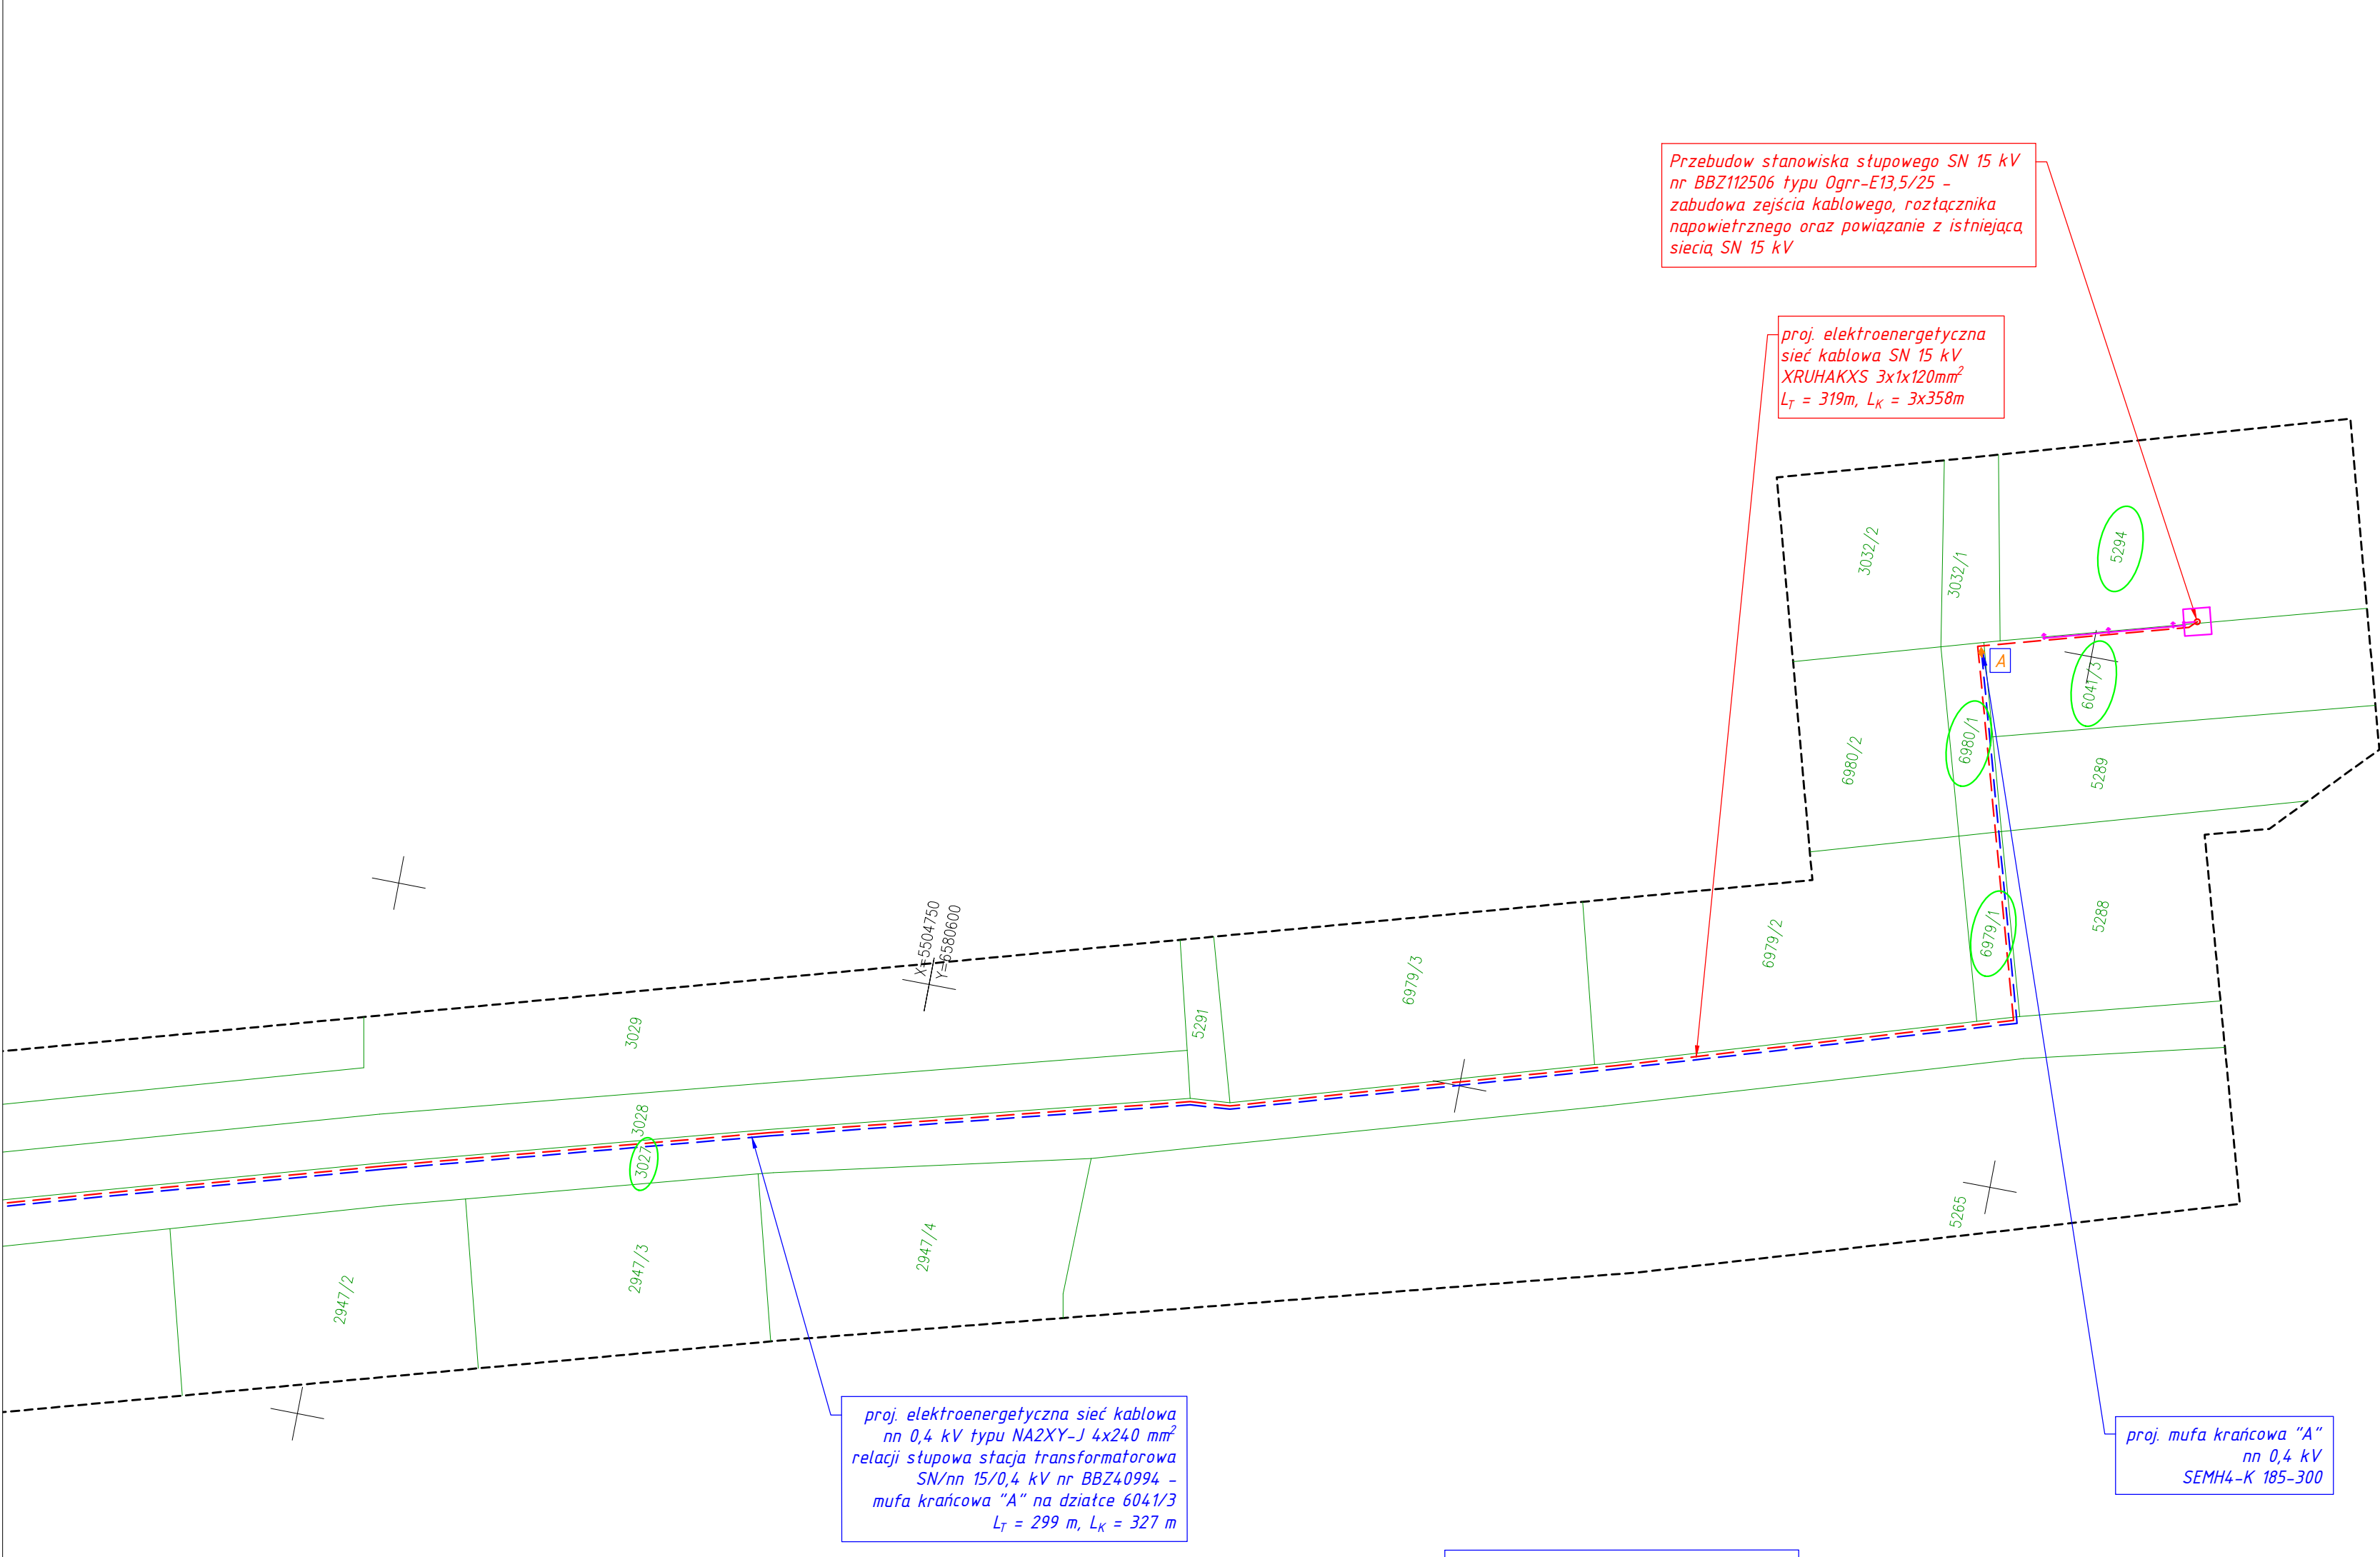 Przebudow stanowiska słupowego SN 15 kV
nr BBZ112506 typu Ogrr-E13,5/25 -
zabudowa zejścia kablowego, rozłącznika
napowietrznego oraz powiązanie z istniejącą
siecią SN 15 kV
proj. elektroenergetyczna
sieć kablowa SN 15 kV
XRUHAKXS 3x1x120mm²
L_T = 319m, L_K = 3x358m
3032/2
3032/1
5294
A
6041/3
6980/1
6980/2
5289
6979/1
5288
X=5504750
Y=6580600
6979/2
6979/3
5291
3029
3028
3027
5265
2947/4
2947/3
2947/2
proj. elektroenergetyczna sieć kablowa
nn 0,4 kV typu NA2XY-J 4x240 mm²
relacji słupowa stacja transformatorowa
SN/nn 15/0,4 kV nr BBZ40994 -
mufa krańcowa "A" na działce 6041/3
L_T = 299 m, L_K = 327 m
proj. mufa krańcowa "A"
nn 0,4 kV
SEMH4-K 185-300